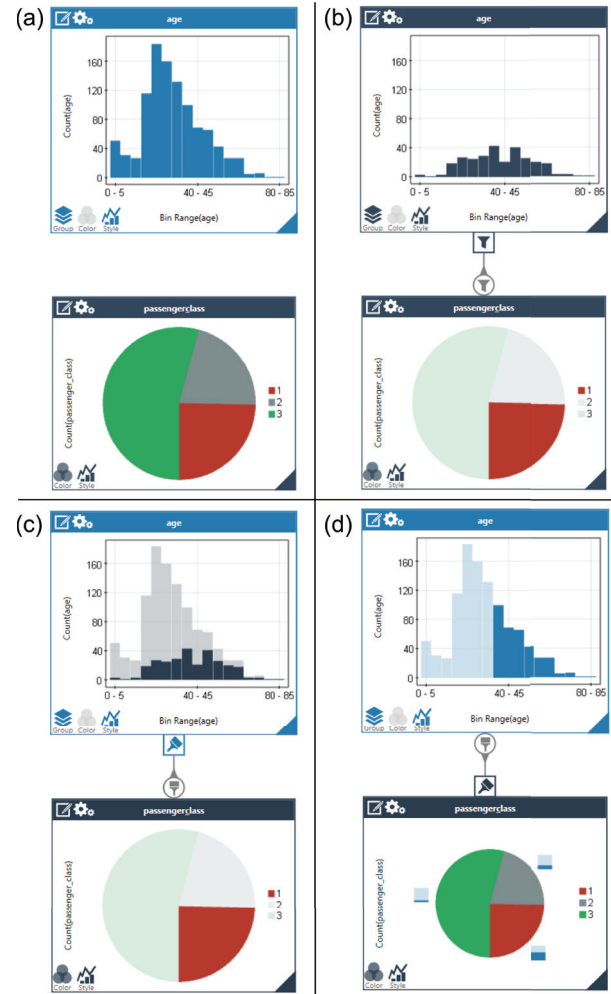 (a)
age
Count(age)
160
120
80
40
0
0 - 5
40 - 45
80 - 85
Bin Range(age)
Group
Color
Style
passenger_class
Count(passenger_class)
1
2
3
Color
Style
(b)
age
Count(age)
160
120
80
40
0
0 - 5
40 - 45
80 - 85
Bin Range(age)
Group
Color
Style
passenger_class
Count(passenger_class)
1
2
3
Color
Style
(c)
age
Count(age)
160
120
80
40
0
0 - 5
40 - 45
80 - 85
Bin Range(age)
Group
Color
Style
passenger_class
Count(passenger_class)
1
2
3
Color
Style
(d)
age
Count(age)
160
120
80
40
0
0 - 5
40 - 45
80 - 85
Bin Range(age)
Group
Color
Style
passenger_class
Count(passenger_class)
1
2
3
Color
Style